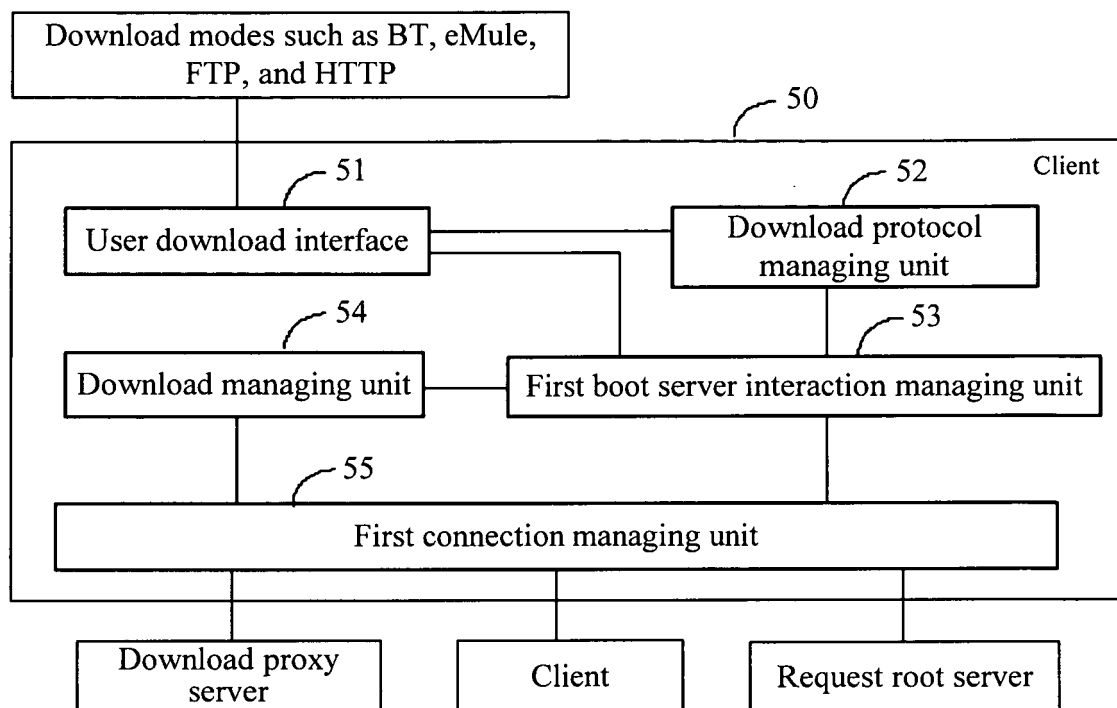 Download modes such as BT, eMule,
FTP, and HTTP
50
Client
51
52
User download interface
Download protocol
managing unit
54
53
Download managing unit
First boot server interaction managing unit
55
First connection managing unit
Download proxy
server
Client
Request root server